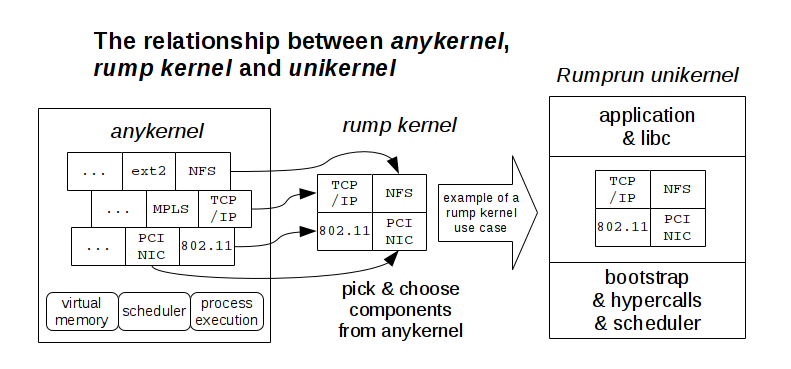 The relationship between anykernel,
rump kernel and unikernel
anykernel
... ext2 NFS
... MPLS TCP
/IP
... PCI
NIC 802.11
virtual
memory
scheduler
process
execution
rump kernel
TCP
/IP
NFS
802.11
PCI
NIC
pick & choose
components
from anykernel
example of a
rump kernel
use case
Rumprun unikernel
application
& libc
TCP
/IP
NFS
802.11
PCI
NIC
bootstrap
& hypercalls
& scheduler